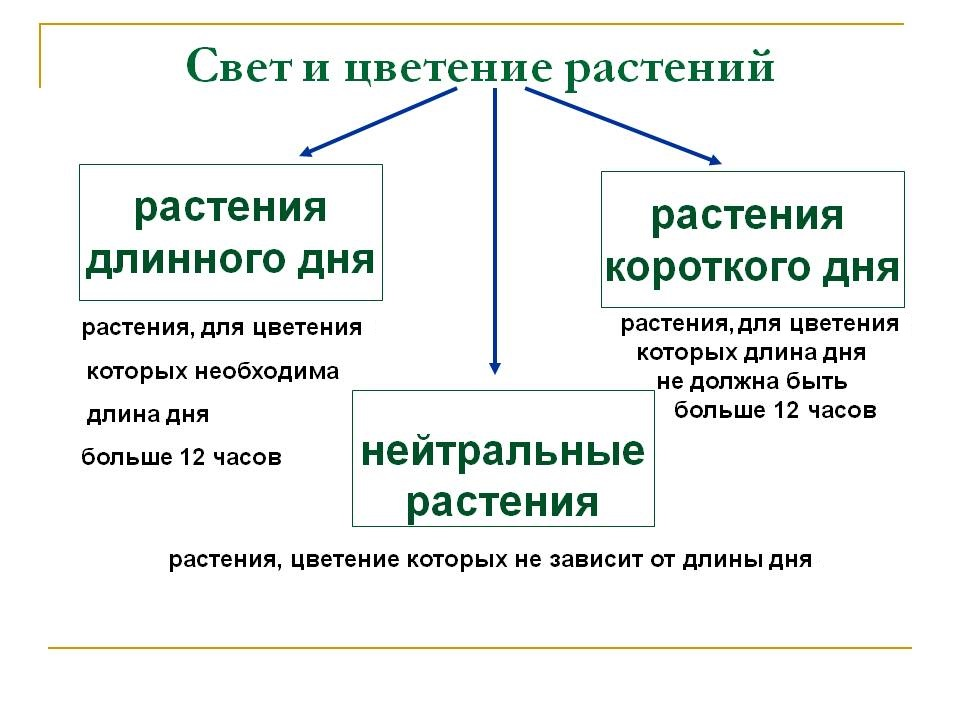 Свет и цветение растений
растения
длинного дня
растения, для цветения
которых необходима
длина дня
больше 12 часов
растения
короткого дня
растения, для цветения
которых длина дня
не должна быть
больше 12 часов
нейтральные
растения
растения, цветение которых не зависит от длины дня